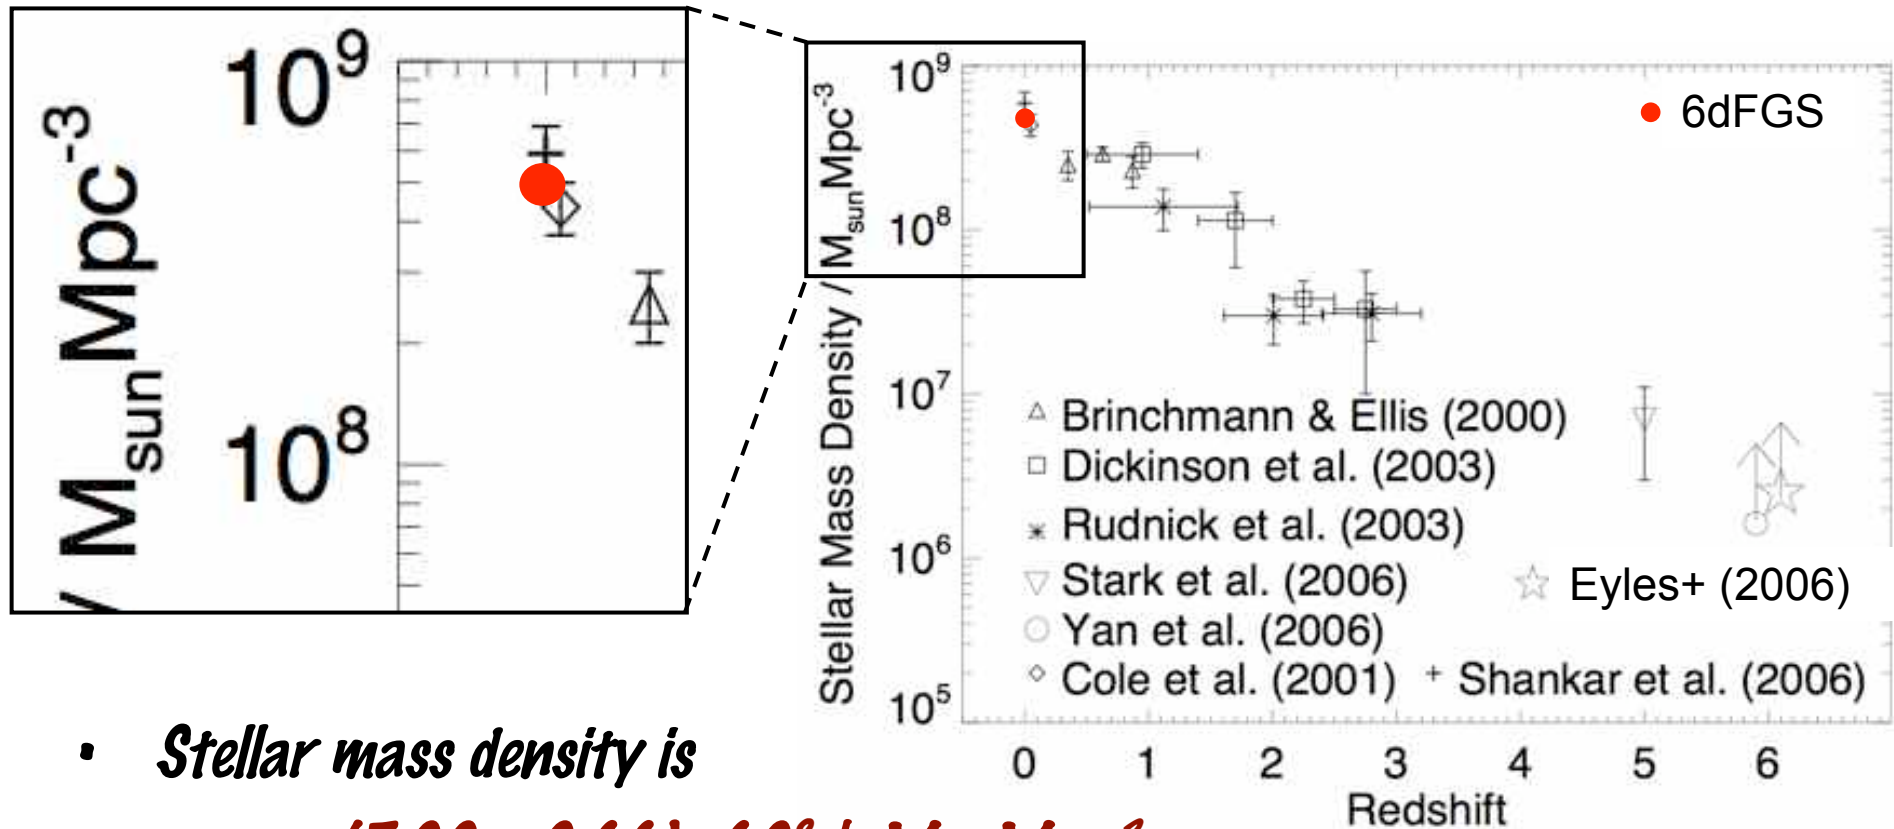 10^9
10^8
/ M_sun Mpc^-3
10^9
10^8
10^7
10^6
10^5
Stellar Mass Density / M_sun Mpc^-3
6dFGS
Brinchmann & Ellis (2000)
Dickinson et al. (2003)
Rudnick et al. (2003)
Stark et al. (2006)
Eyles+ (2006)
Yan et al. (2006)
Cole et al. (2001)
Shankar et al. (2006)
0 1 2 3 4 5 6
Redshift
• Stellar mass density is